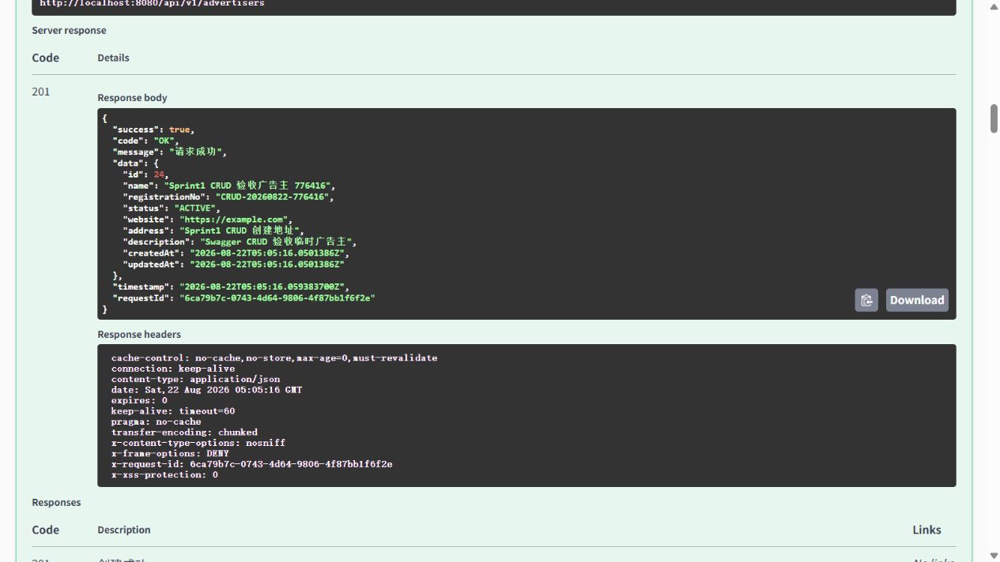 http://localhost:8080/api/v1/advertisers
Server response
Code Details
201
Response body
{
"success": true,
"code": "OK",
"message": "请求成功",
"data": {
"id": 24,
"name": "Sprint1 CRUD 验收广告主 776416",
"registrationNo": "CRUD-20260822-776416",
"status": "ACTIVE",
"website": "https://example.com",
"address": "Sprint1 CRUD 创建地址",
"description": "Swagger CRUD 验收临时广告主",
"createdAt": "2026-08-22T05:05:16.0501386Z",
"updatedAt": "2026-08-22T05:05:16.0501386Z"
},
"timestamp": "2026-08-22T05:05:16.059383700Z",
"requestId": "6ca79b7c-0743-4d64-9806-4f87bb1f6f2e"
}
Download
Response headers
cache-control: no-cache,no-store,max-age=0,must-revalidate
connection: keep-alive
content-type: application/json
date: Sat,22 Aug 2026 05:05:16 GMT
expires: 0
keep-alive: timeout=60
pragma: no-cache
transfer-encoding: chunked
x-content-type-options: nosniff
x-frame-options: DENY
x-request-id: 6ca79b7c-0743-4d64-9806-4f87bb1f6f2e
x-xss-protection: 0
Responses
Code Description Links
201 创建成功 No links